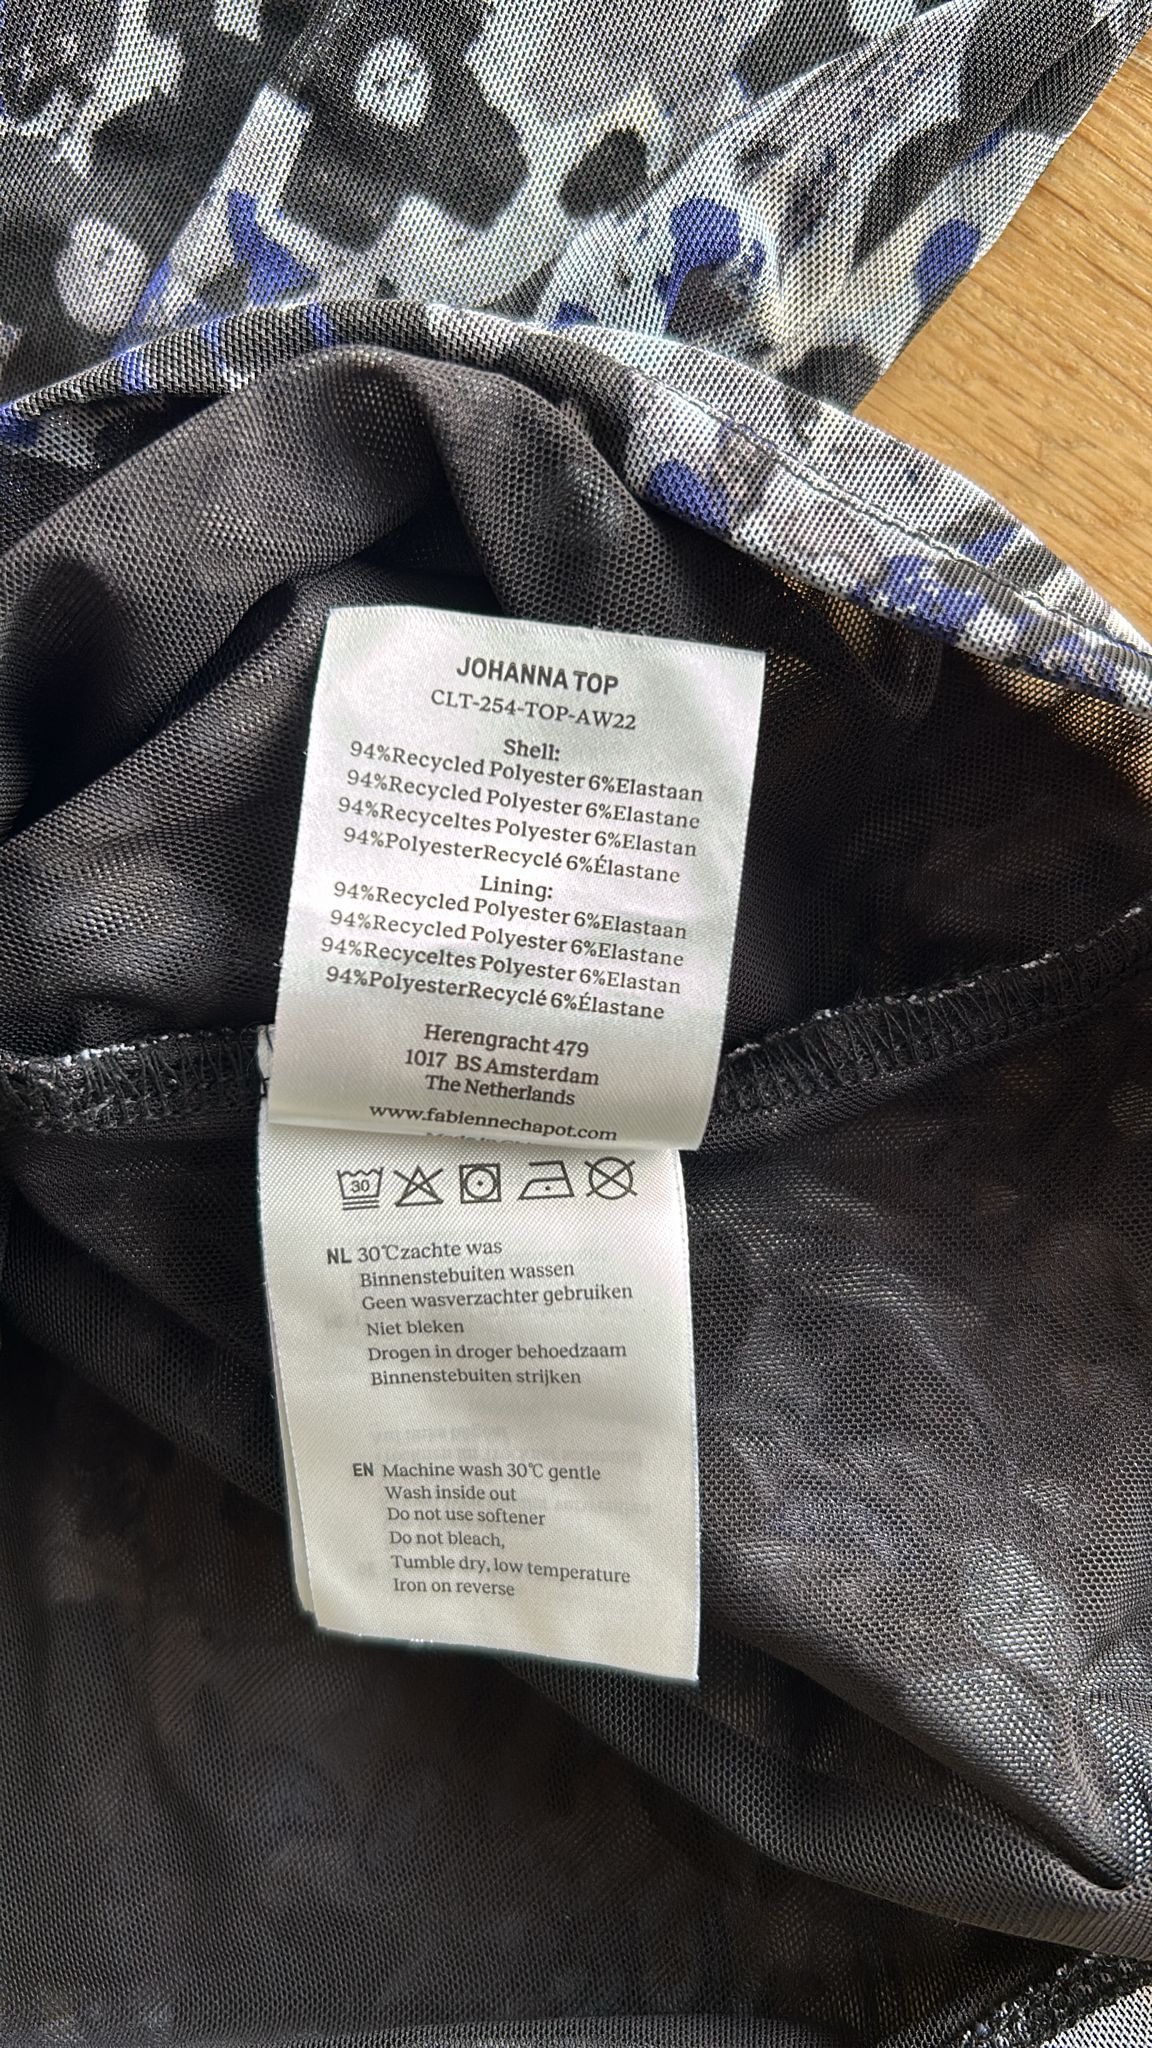 JOHANNA TOP
CLT-254-TOP-AW22
Shell:
94%Recycled Polyester 6%Elastaan
94%Recycled Polyester 6%Elastane
94%Recyceltes Polyester 6%Elastan
94%PolyesterRecyclé 6%Élastane
Lining:
94%Recycled Polyester 6%Elastaan
94%Recycled Polyester 6%Elastane
94%Recyceltes Polyester 6%Elastan
94%PolyesterRecyclé 6%Élastane
Herengracht 479
1017 BS Amsterdam
The Netherlands
www.fabiennechapot.com
30
NL 30℃zachte was
Binnenstebuiten wassen
Geen wasverzachter gebruiken
Niet bleken
Drogen in droger behoedzaam
Binnenstebuiten strijken
EN Machine wash 30℃ gentle
Wash inside out
Do not use softener
Do not bleach,
Tumble dry, low temperature
Iron on reverse